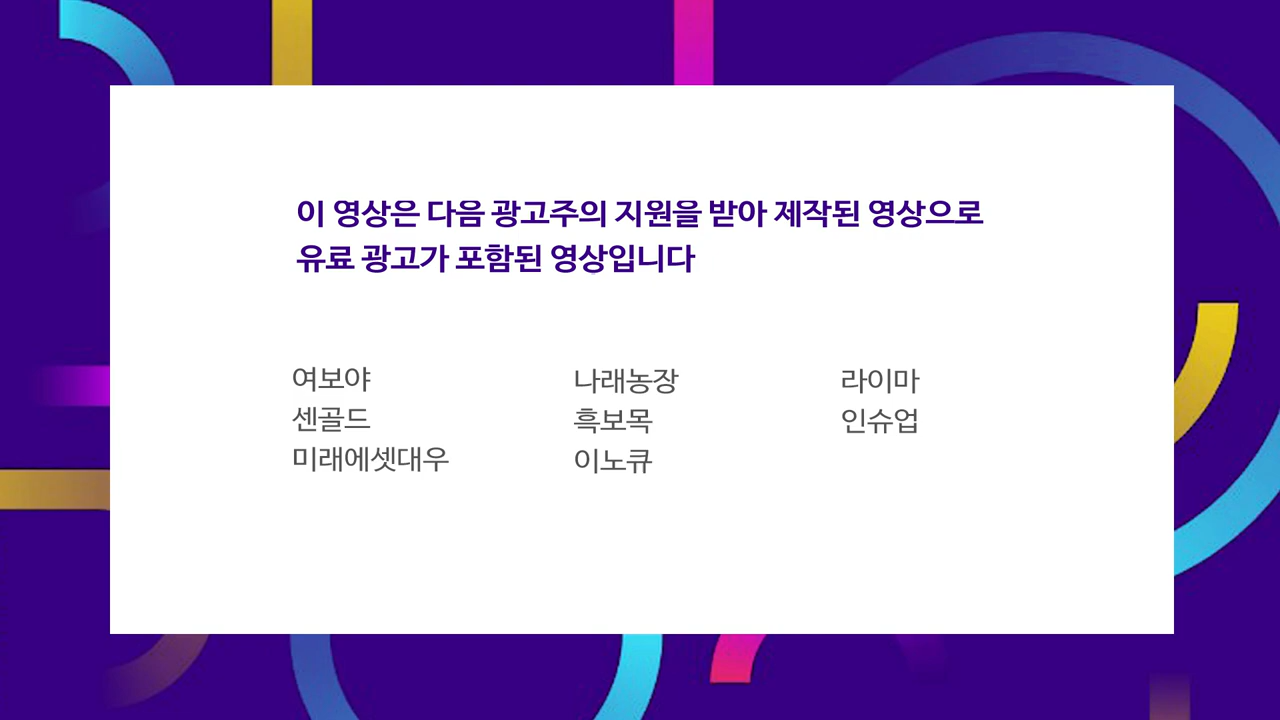 이 영상은 다음 광고주의 지원을 받아 제작된 영상으로
유료 광고가 포함된 영상입니다
여보야
센골드
미래에셋대우
나래농장
흑보목
이노큐
라이마
인슈업